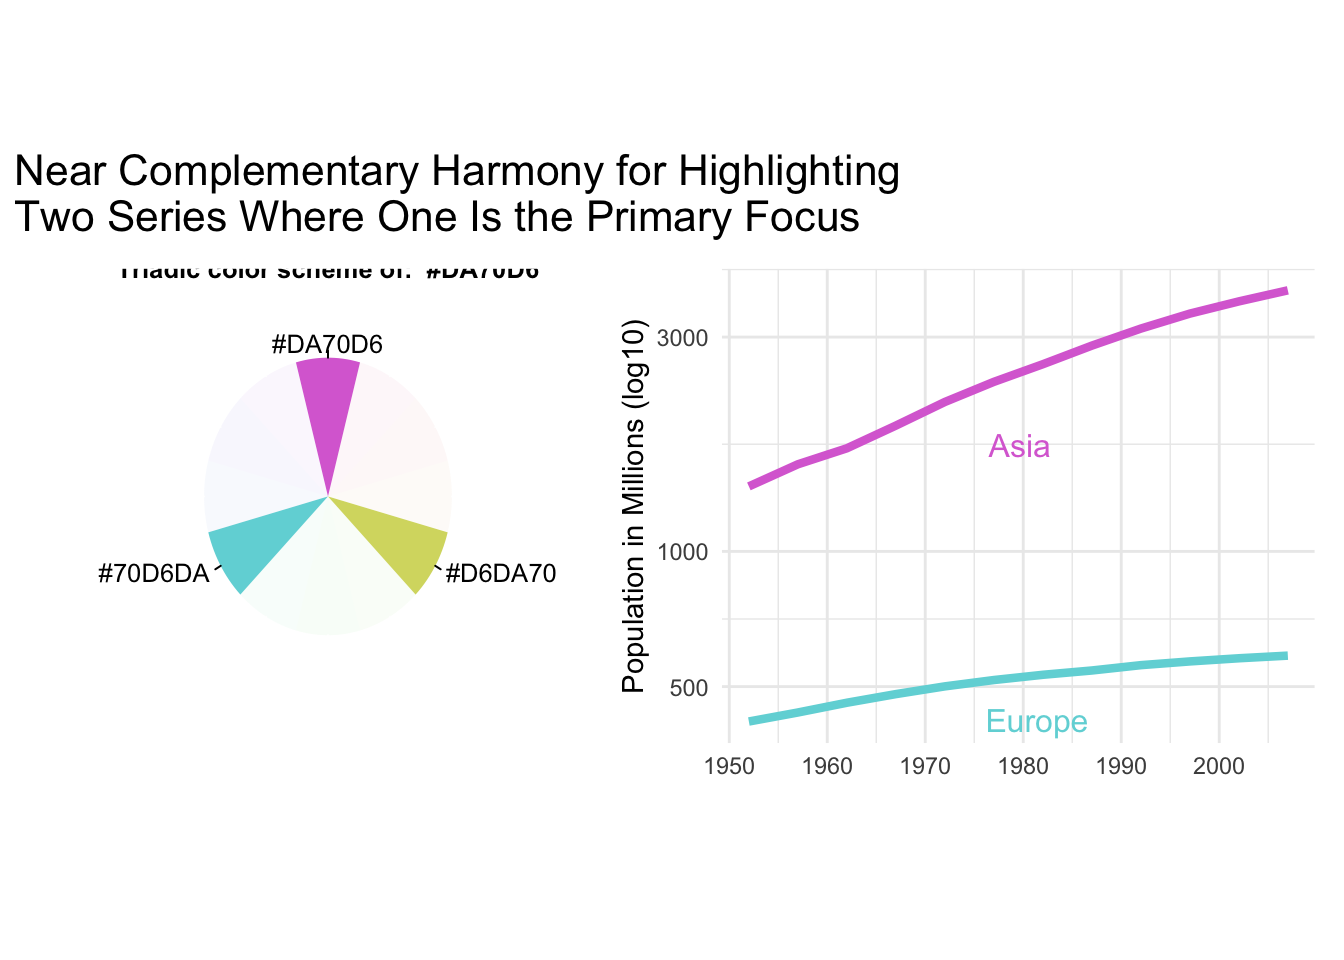 Near Complementary Harmony for Highlighting
Two Series Where One Is the Primary Focus
Triadic color scheme of: #DA70D6
#DA70D6
#70D6DA
#D6DA70
Population in Millions (log10)
3000
1000
500
Asia
Europe
1950 1960 1970 1980 1990 2000